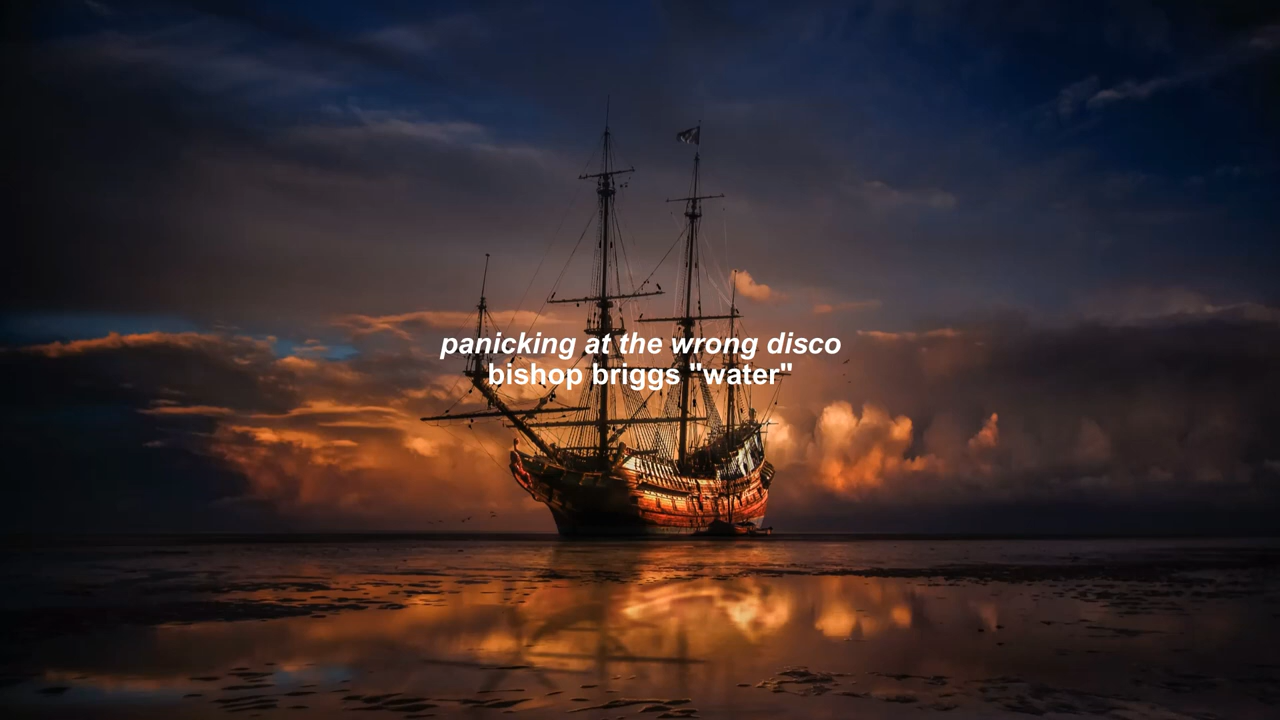 panicking at the wrong disco
bishop briggs "water"